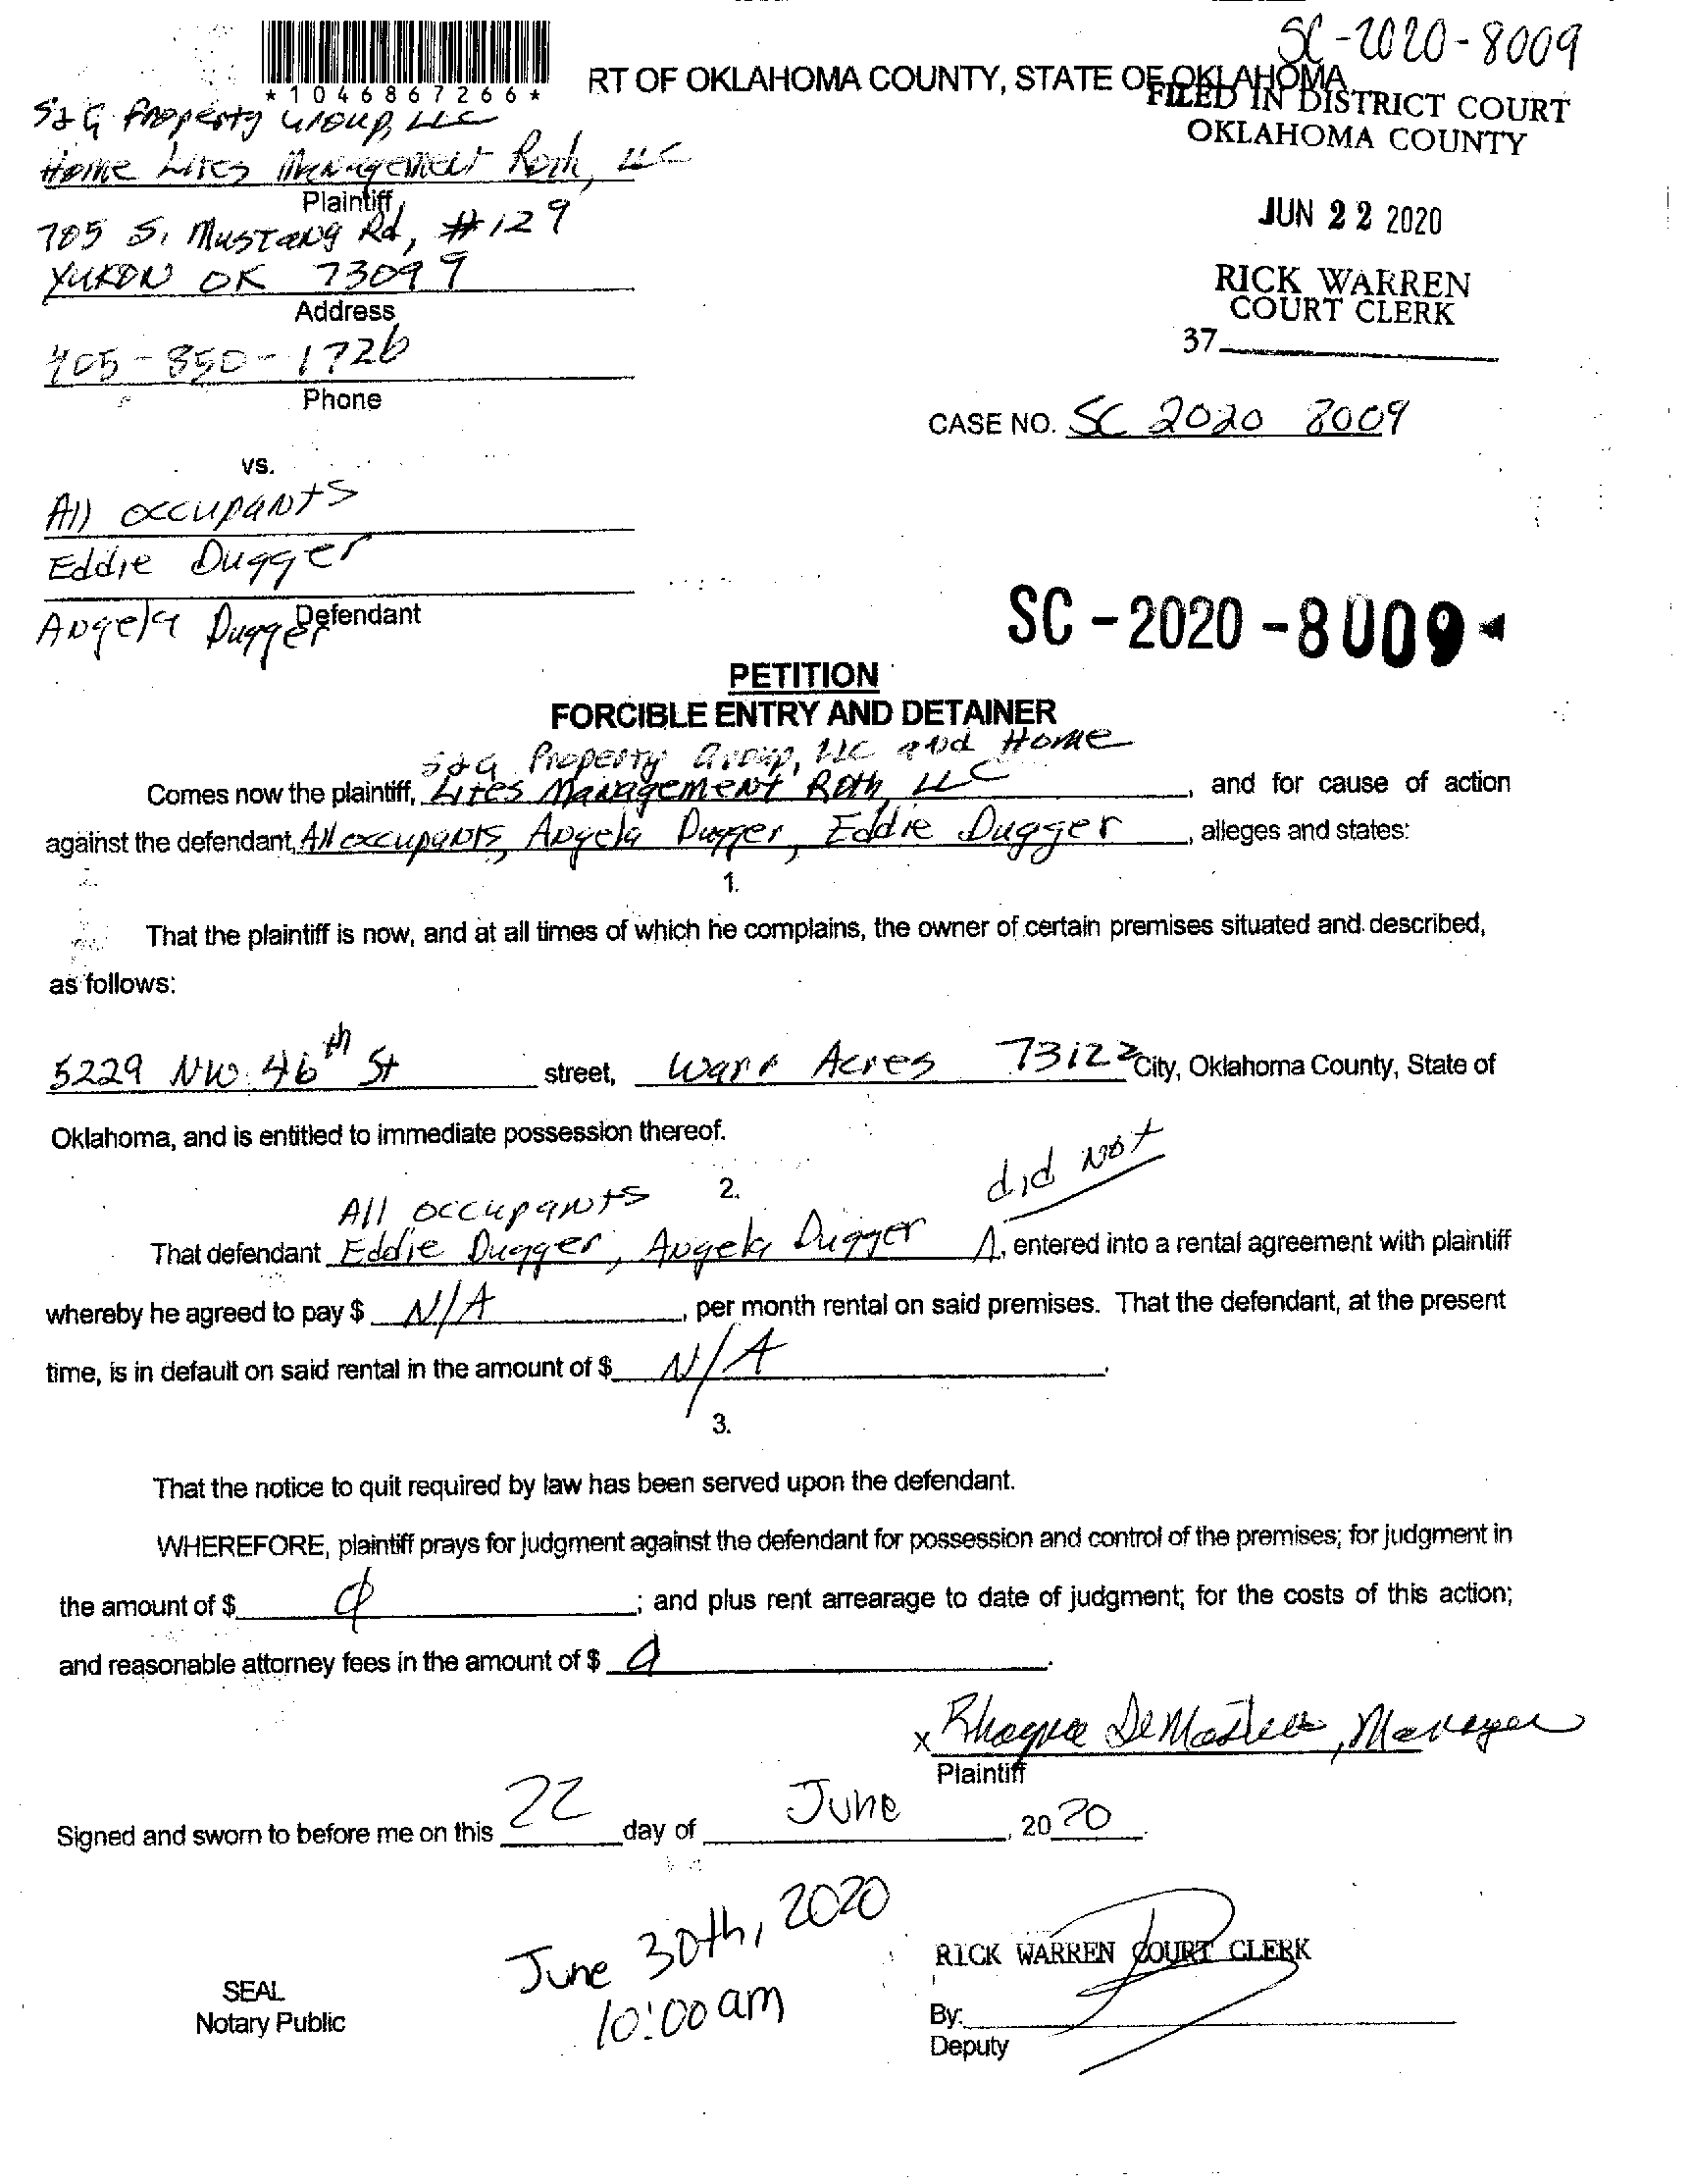 SC-2020-8009
*1046867266*
RT OF OKLAHOMA COUNTY, STATE OF OKLAHOMA
FILED IN DISTRICT COURT
OKLAHOMA COUNTY
JUN 22 2020
RICK WARREN
COURT CLERK
37
S&G Property Group, LLC
Home Lites Management Roth, LLC
Plaintiff
705 S. Mustang Rd, #129
YUKON OK 73099
Address
405-850-1726
Phone
CASE NO. SC 2020 8009
vs.
All occupants
Eddie Dugger
Angela Dugger
Defendant
SC-2020-8009
PETITION
FORCIBLE ENTRY AND DETAINER
S&G Property Group, LLC and Home
Comes now the plaintiff, Lites Management Roth, LLC, and for cause of action
against the defendant, All occupants, Angela Dugger, Eddie Dugger, alleges and states:
1.
That the plaintiff is now, and at all times of which he complains, the owner of certain premises situated and described,
as follows:
5229 NW 46th St street, Warr Acres 73122 City, Oklahoma County, State of
Oklahoma, and is entitled to immediate possession thereof.
2.
did not
All occupants
That defendant Eddie Dugger, Angela Dugger, entered into a rental agreement with plaintiff
whereby he agreed to pay $ N/A, per month rental on said premises. That the defendant, at the present
time, is in default on said rental in the amount of $ N/A.
3.
That the notice to quit required by law has been served upon the defendant.
WHEREFORE, plaintiff prays for judgment against the defendant for possession and control of the premises; for judgment in
the amount of $ ; and plus rent arrearage to date of judgment; for the costs of this action;
and reasonable attorney fees in the amount of $ .
x DeMasters, Manager
Plaintiff
Signed and sworn to before me on this 22 day of June, 2020.
June 30th, 2020
10:00 am
SEAL
Notary Public
RICK WARREN COURT CLERK
By:
Deputy